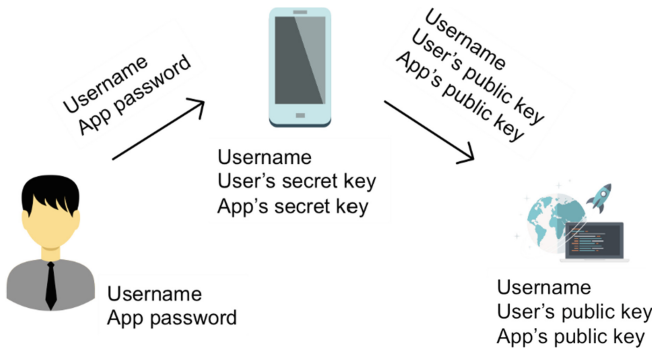 Username
App password
Username
User's public key
App's public key
Username
User's secret key
App's secret key
Username
App password
Username
User's public key
App's public key